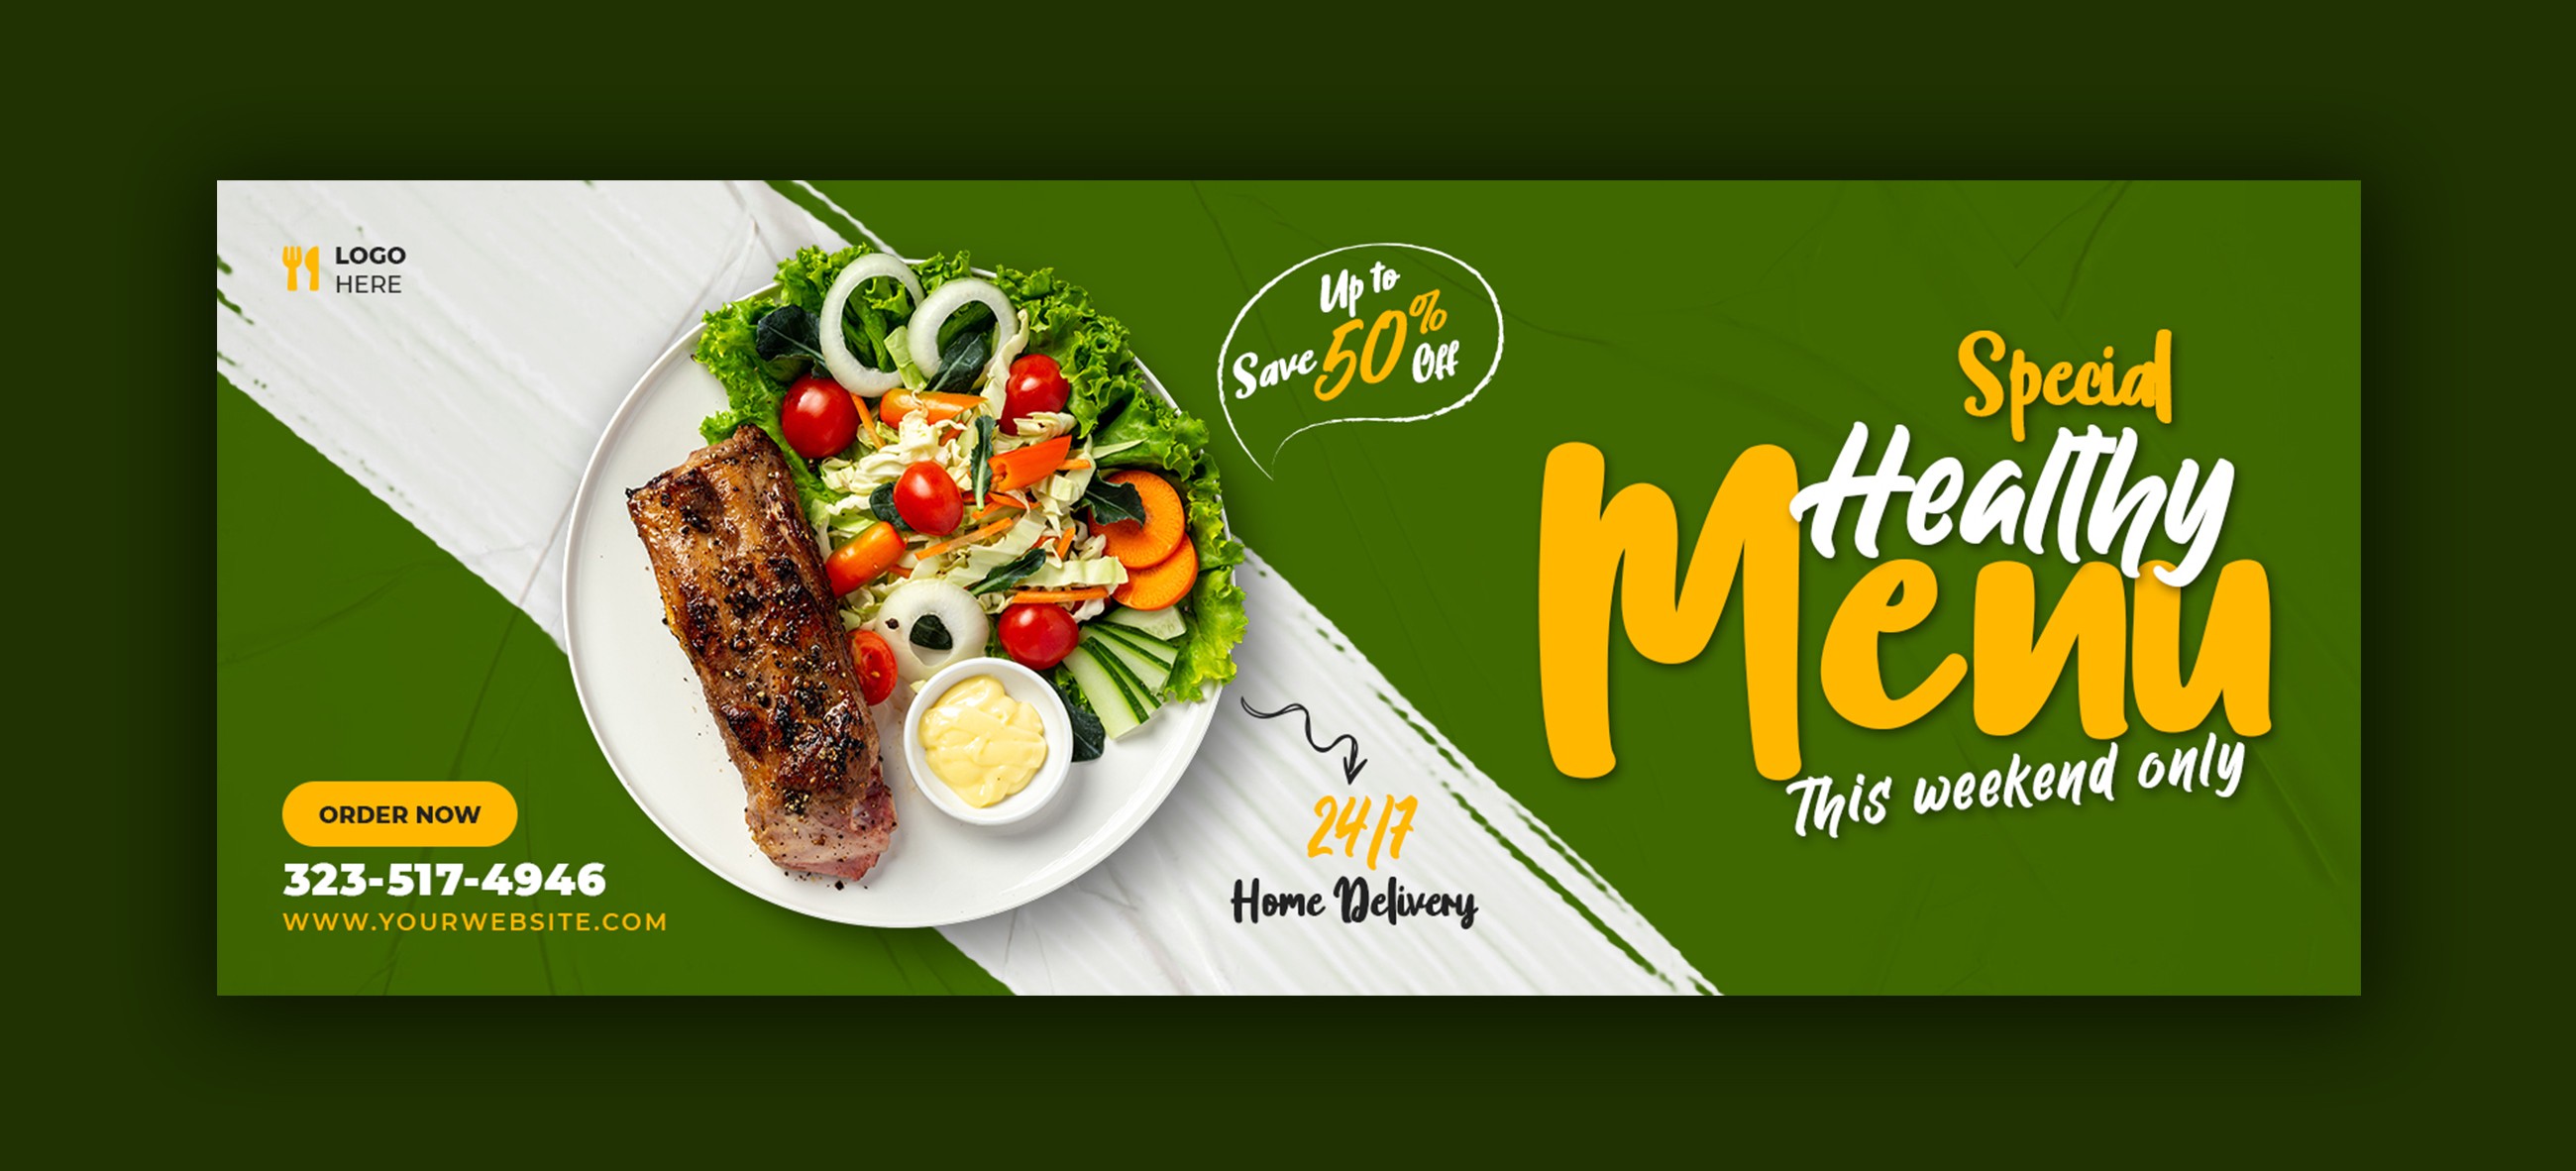 LOGO
HERE
Up to
Save 50% Off
Special
Healthy
Menu
This weekend only
24/7
Home Delivery
ORDER NOW
323-517-4946
WWW.YOURWEBSITE.COM